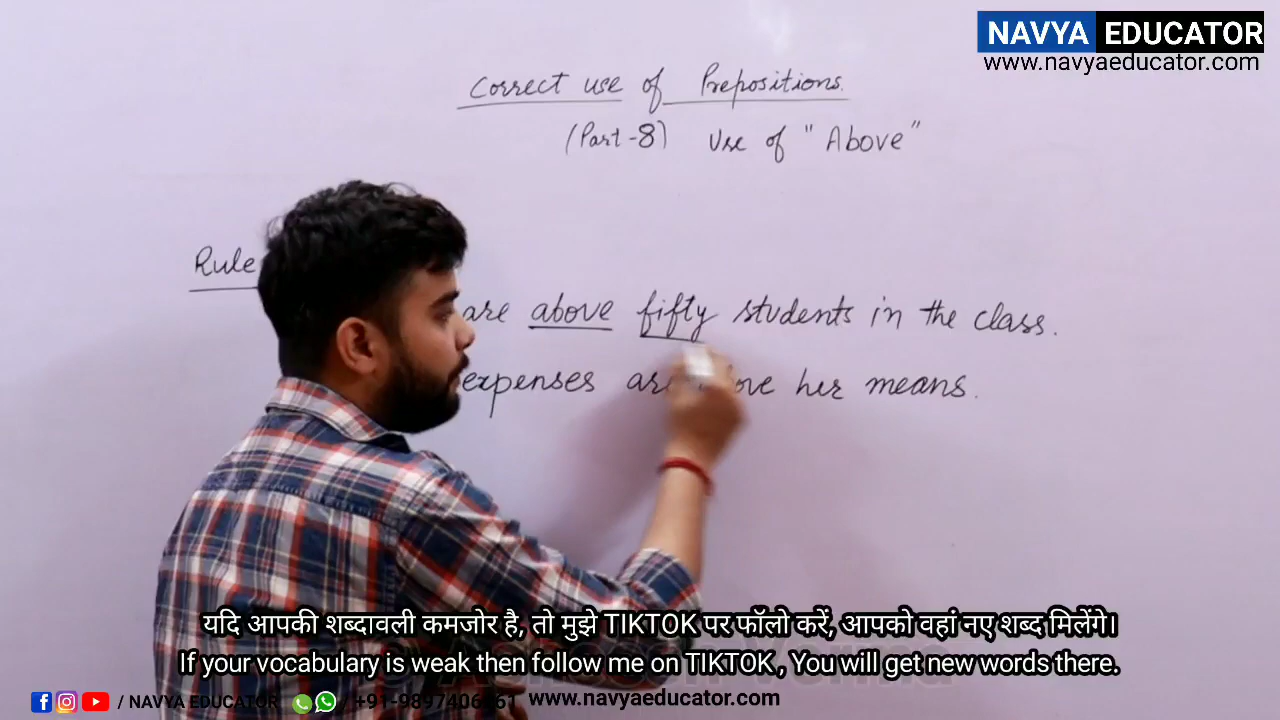 NAVYA EDUCATOR
www.navyaeducator.com
Correct use of Prepositions.
(Part-8) Use of "Above"
Rule
are above fifty students in the class.
expenses are above her means.
यदि आपकी शब्दावली कमजोर है, तो मुझे TIKTOK पर फॉलो करें, आपको वहां नए शब्द मिलेंगे।
If your vocabulary is weak then follow me on TIKTOK , You will get new words there.
/ NAVYA EDUCATOR / www.navyaeducator.com